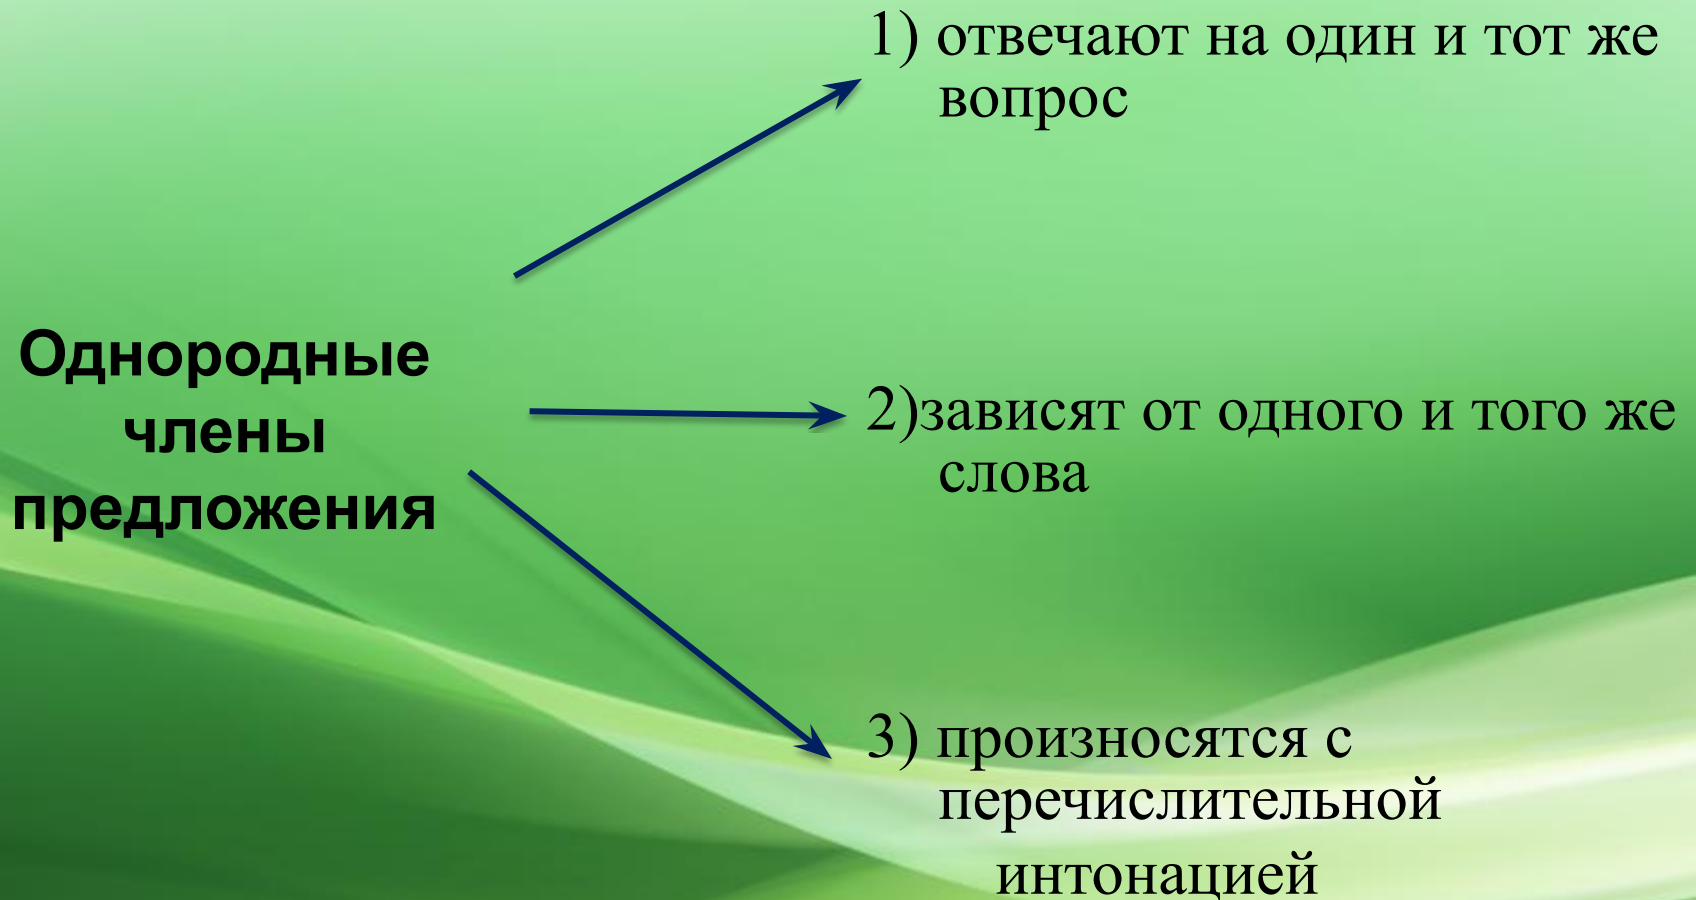 Однородные
члены
предложения
1) отвечают на один и тот же
вопрос
2)зависят от одного и того же
слова
3) произносятся с
перечислительной
интонацией